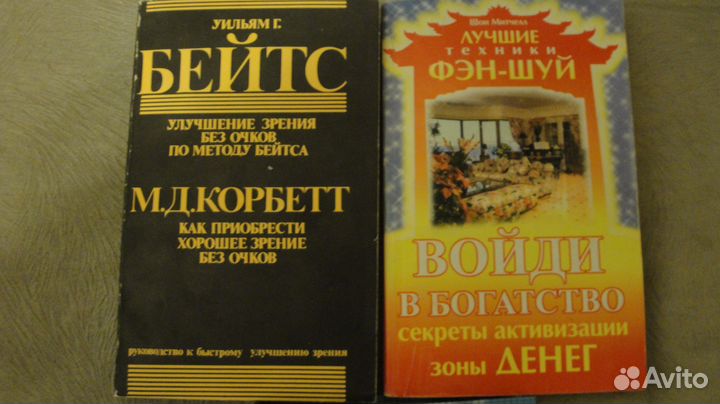 УИЛЬЯМ Г.
БЕЙТС
УЛУЧШЕНИЕ ЗРЕНИЯ
БЕЗ ОЧКОВ
ПО МЕТОДУ БЕЙТСА
М.Д.КОРБЕТТ
КАК ПРИОБРЕСТИ
ХОРОШЕЕ ЗРЕНИЕ
БЕЗ ОЧКОВ
руководство к быстрому улучшению зрения
Шон Митчелл
ЛУЧШИЕ
техники
ФЭН-ШУЙ
ВОЙДИ
В БОГАТСТВО
секреты активизации
зоны ДЕНЕГ
Avito